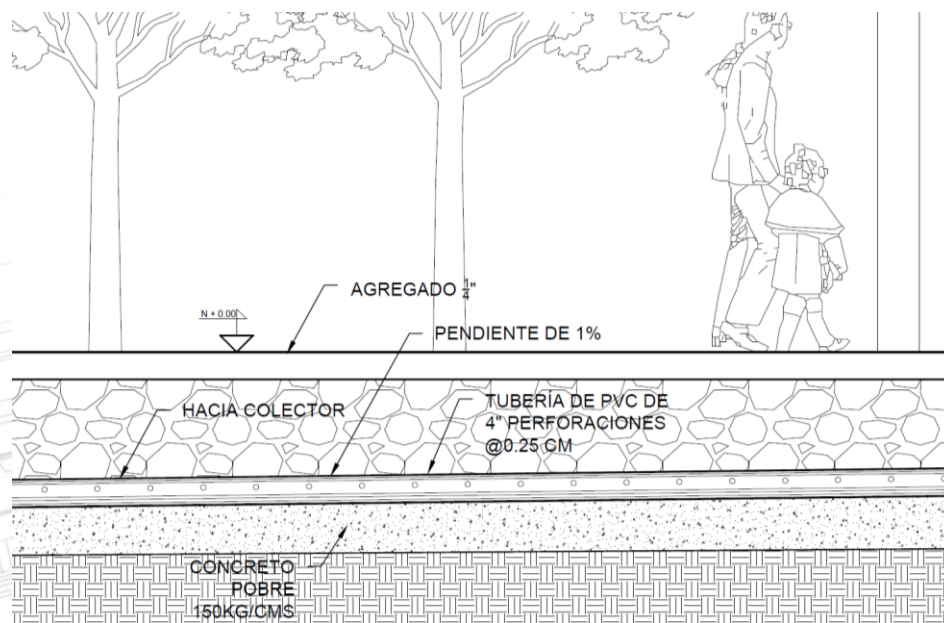 AGREGADO 1/4"
N + 0.00
PENDIENTE DE 1%
HACIA COLECTOR
TUBERÍA DE PVC DE
4" PERFORACIONES
@0.25 CM
CONCRETO
POBRE
150KG/CMS